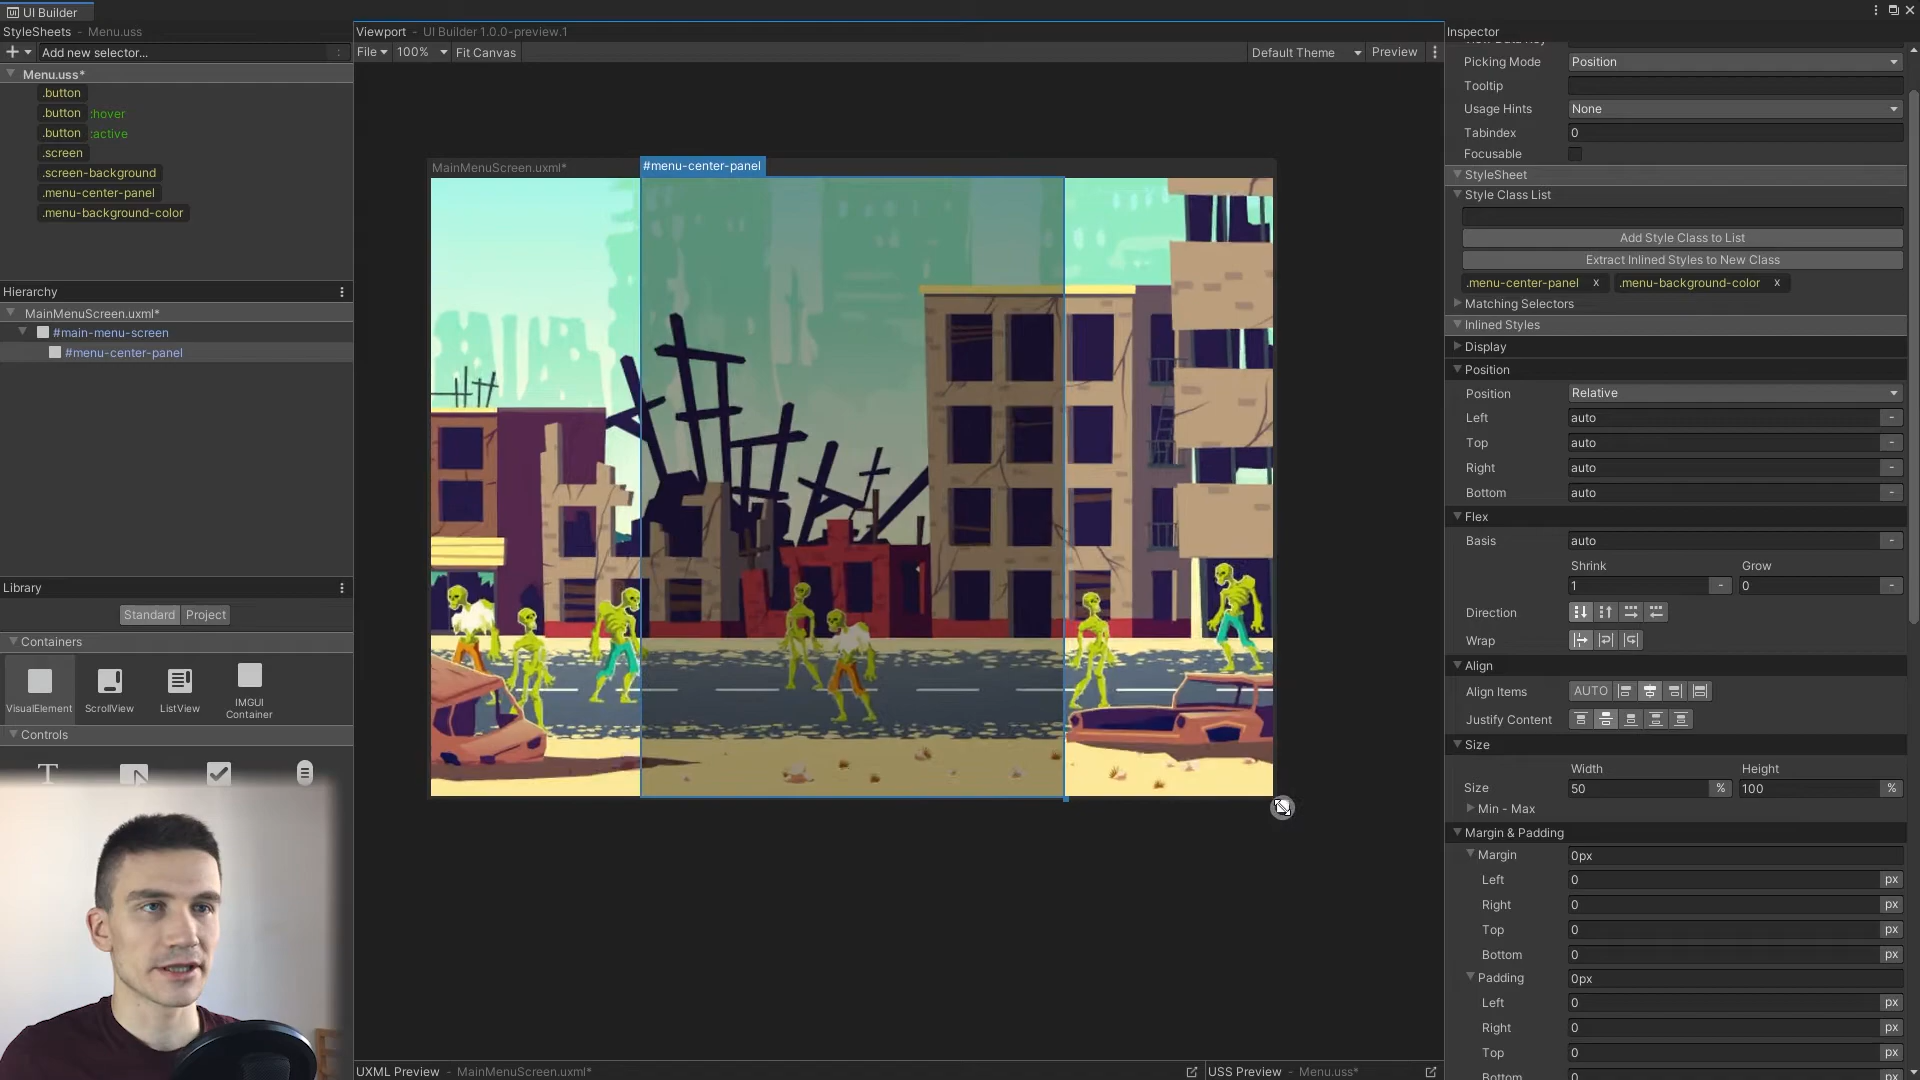 UI Builder
StyleSheets - Menu.uss
Add new selector...
Menu.uss*
.button
.button :hover
.button :active
.screen
.screen-background
.menu-center-panel
.menu-background-color
Hierarchy
MainMenuScreen.uxml*
#main-menu-screen
#menu-center-panel
Library
Standard Project
Containers
VisualElement
ScrollView
ListView
IMGUI
Container
Controls
Viewport - UI Builder 1.0.0-preview.1
File 100% Fit Canvas
Default Theme Preview
MainMenuScreen.uxml*
#menu-center-panel
UXML Preview - MainMenuScreen.uxml*
USS Preview - Menu.uss*
Inspector
Picking Mode Position
Tooltip
Usage Hints None
Tabindex 0
Focusable
StyleSheet
Style Class List
Add Style Class to List
Extract Inlined Styles to New Class
.menu-center-panel x .menu-background-color x
Matching Selectors
Inlined Styles
Display
Position
Position Relative
Left auto -
Top auto -
Right auto -
Bottom auto -
Flex
Basis auto -
Shrink Grow
1 - 0 -
Direction
Wrap
Align
Align Items AUTO
Justify Content
Size
Width Height
Size 50 % 100 %
Min - Max
Margin & Padding
Margin 0px
Left 0 px
Right 0 px
Top 0 px
Bottom 0 px
Padding 0px
Left 0 px
Right 0 px
Top 0 px
Bottom 0 px